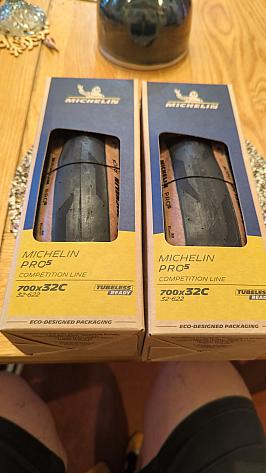 MICHELIN
MICHELIN
PRO5
COMPETITION LINE
700x32C
32-622
TUBELESS
READY
ECO-DESIGNED PACKAGING
MICHELIN
MICHELIN
PRO5
COMPETITION LINE
700x32C
32-622
TUBELESS
READY
ECO-DESIGNED PACKAGING